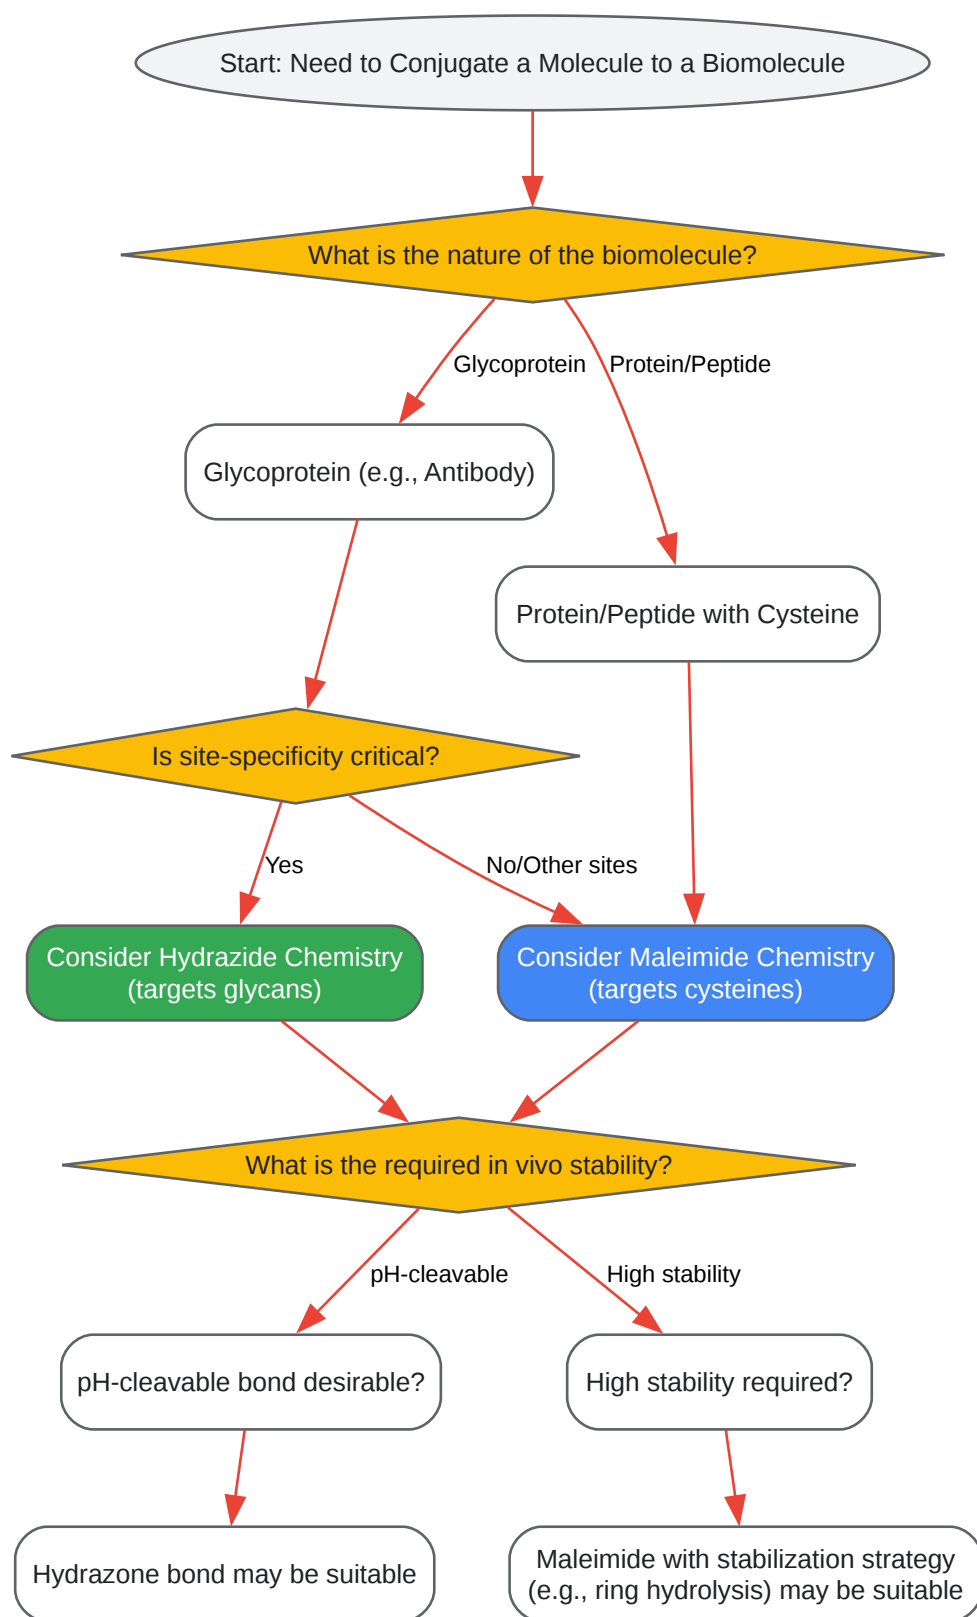 Start: Need to Conjugate a Molecule to a Biomolecule
What is the nature of the biomolecule?
Glycoprotein
Protein/Peptide
Glycoprotein (e.g., Antibody)
Protein/Peptide with Cysteine
Is site-specificity critical?
Yes
No/Other sites
Consider Hydrazide Chemistry
(targets glycans)
Consider Maleimide Chemistry
(targets cysteines)
What is the required in vivo stability?
pH-cleavable
High stability
pH-cleavable bond desirable?
High stability required?
Hydrazone bond may be suitable
Maleimide with stabilization strategy
(e.g., ring hydrolysis) may be suitable